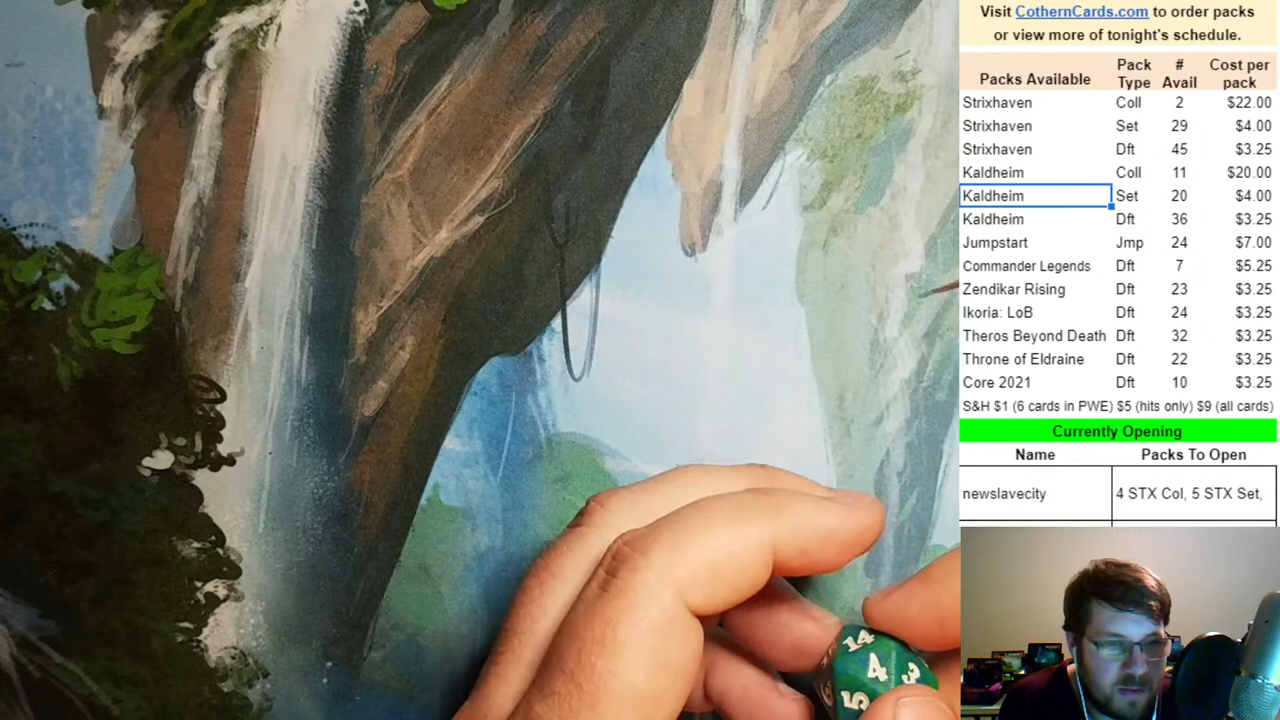 Visit CothernCards.com to order packs
or view more of tonight's schedule.
Packs Available Pack Type # Avail Cost per pack
Strixhaven Coll 2 $22.00
Strixhaven Set 29 $4.00
Strixhaven Dft 45 $3.25
Kaldheim Coll 11 $20.00
Kaldheim Set 20 $4.00
Kaldheim Dft 36 $3.25
Jumpstart Jmp 24 $7.00
Commander Legends Dft 7 $5.25
Zendikar Rising Dft 23 $3.25
Ikoria: LoB Dft 24 $3.25
Theros Beyond Death Dft 32 $3.25
Throne of Eldraine Dft 22 $3.25
Core 2021 Dft 10 $3.25
S&H $1 (6 cards in PWE) $5 (hits only) $9 (all cards)
Currently Opening
Name Packs To Open
newslavecity 4 STX Col, 5 STX Set,
14
4
3
5